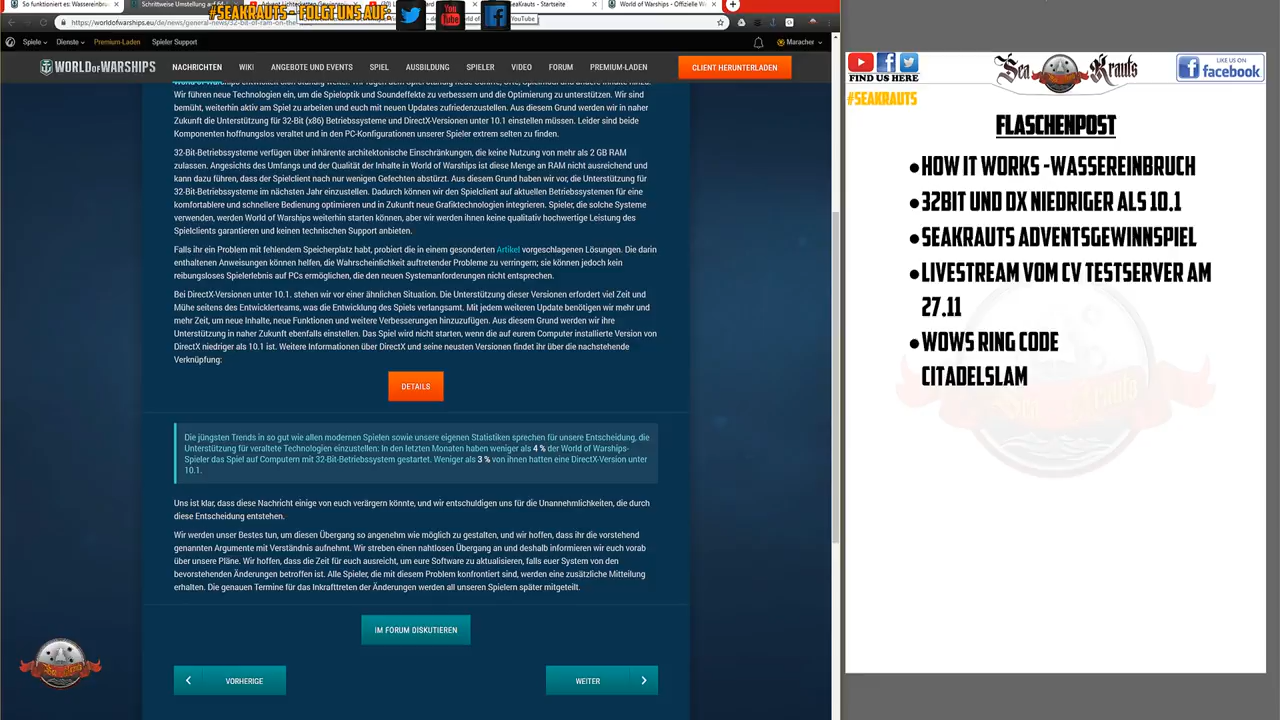 So funktioniert es: Wassereinbru
Schrittweise Umstellung auf 64
SeaKrauts - Startseite
World of Warships - Offizielle W
#SEAKRAUTS - FOLGT UNS AUF:
You
Tube
YouTube
https://worldofwarships.eu/de/news/general-news/32-bit-of-ram-on-the
Spiele
Dienste
Premium-Laden
Spieler Support
Maracher
WORLD OF WARSHIPS
NACHRICHTEN
WIKI
ANGEBOTE UND EVENTS
SPIEL
AUSBILDUNG
SPIELER
VIDEO
FORUM
PREMIUM-LADEN
CLIENT HERUNTERLADEN
Wir führen neue Technologien ein, um die Spieloptik und Soundeffekte zu verbessern und die Optimierung zu unterstützen. Wir sind
bemüht, weiterhin aktiv am Spiel zu arbeiten und euch mit neuen Updates zufriedenzustellen. Aus diesem Grund werden wir in naher
Zukunft die Unterstützung für 32-Bit (x86) Betriebssysteme und DirectX-Versionen unter 10.1 einstellen müssen. Leider sind beide
Komponenten hoffnungslos veraltet und in den PC-Konfigurationen unserer Spieler extrem selten zu finden.
32-Bit-Betriebssysteme verfügen über inhärente architektonische Einschränkungen, die keine Nutzung von mehr als 2 GB RAM
zulassen. Angesichts des Umfangs und der Qualität der Inhalte in World of Warships ist diese Menge an RAM nicht ausreichend und
kann dazu führen, dass der Spielclient nach nur wenigen Gefechten abstürzt. Aus diesem Grund haben wir vor, die Unterstützung für
32-Bit-Betriebssysteme im nächsten Jahr einzustellen. Dadurch können wir den Spielclient auf aktuellen Betriebssystemen für eine
komfortablere und schnellere Bedienung optimieren und in Zukunft neue Grafiktechnologien integrieren. Spieler, die solche Systeme
verwenden, werden World of Warships weiterhin starten können, aber wir werden ihnen keine qualitativ hochwertige Leistung des
Spielclients garantieren und keinen technischen Support anbieten.
Falls ihr ein Problem mit fehlendem Speicherplatz habt, probiert die in einem gesonderten Artikel vorgeschlagenen Lösungen. Die darin
enthaltenen Anweisungen können helfen, die Wahrscheinlichkeit auftretender Probleme zu verringern; sie können jedoch kein
reibungsloses Spielerlebnis auf PCs ermöglichen, die den neuen Systemanforderungen nicht entsprechen.
Bei DirectX-Versionen unter 10.1. stehen wir vor einer ähnlichen Situation. Die Unterstützung dieser Versionen erfordert viel Zeit und
Mühe seitens des Entwicklerteams, was die Entwicklung des Spiels verlangsamt. Mit jedem weiteren Update benötigen wir mehr und
mehr Zeit, um neue Inhalte, neue Funktionen und weitere Verbesserungen hinzuzufügen. Aus diesem Grund werden wir ihre
Unterstützung in naher Zukunft ebenfalls einstellen. Das Spiel wird nicht starten, wenn die auf eurem Computer installierte Version von
DirectX niedriger als 10.1 ist. Weitere Informationen über DirectX und seine neusten Versionen findet ihr über die nachstehende
Verknüpfung:
DETAILS
Die jüngsten Trends in so gut wie allen modernen Spielen sowie unsere eigenen Statistiken sprechen für unsere Entscheidung, die
Unterstützung für veraltete Technologien einzustellen: In den letzten Monaten haben weniger als 4 % der World of Warships-
Spieler das Spiel auf Computern mit 32-Bit-Betriebssystem gestartet. Weniger als 3 % von ihnen hatten eine DirectX-Version unter
10.1.
Uns ist klar, dass diese Nachricht einige von euch verärgern könnte, und wir entschuldigen uns für die Unannehmlichkeiten, die durch
diese Entscheidung entstehen.
Wir werden unser Bestes tun, um diesen Übergang so angenehm wie möglich zu gestalten, und wir hoffen, dass ihr die vorstehend
genannten Argumente mit Verständnis aufnehmt. Wir streben einen nahtlosen Übergang an und deshalb informieren wir euch vorab
über unsere Pläne. Wir hoffen, dass die Zeit für euch ausreicht, um eure Software zu aktualisieren, falls euer System von den
bevorstehenden Änderungen betroffen ist. Alle Spieler, die mit diesem Problem konfrontiert sind, werden eine zusätzliche Mitteilung
erhalten. Die genauen Termine für das Inkrafttreten der Änderungen werden all unseren Spielern später mitgeteilt.
IM FORUM DISKUTIEREN
VORHERIGE
WEITER
Sea Krauts
FIND US HERE
#SEAKRAUTS
Sea Krauts
LIKE US ON
facebook
FLASCHENPOST
•HOW IT WORKS -WASSEREINBRUCH
•32BIT UND DX NIEDRIGER ALS 10.1
•SEAKRAUTS ADVENTSGEWINNSPIEL
•LIVESTREAM VOM CV TESTSERVER AM
27.11
•WOWS RING CODE
CITADELSLAM